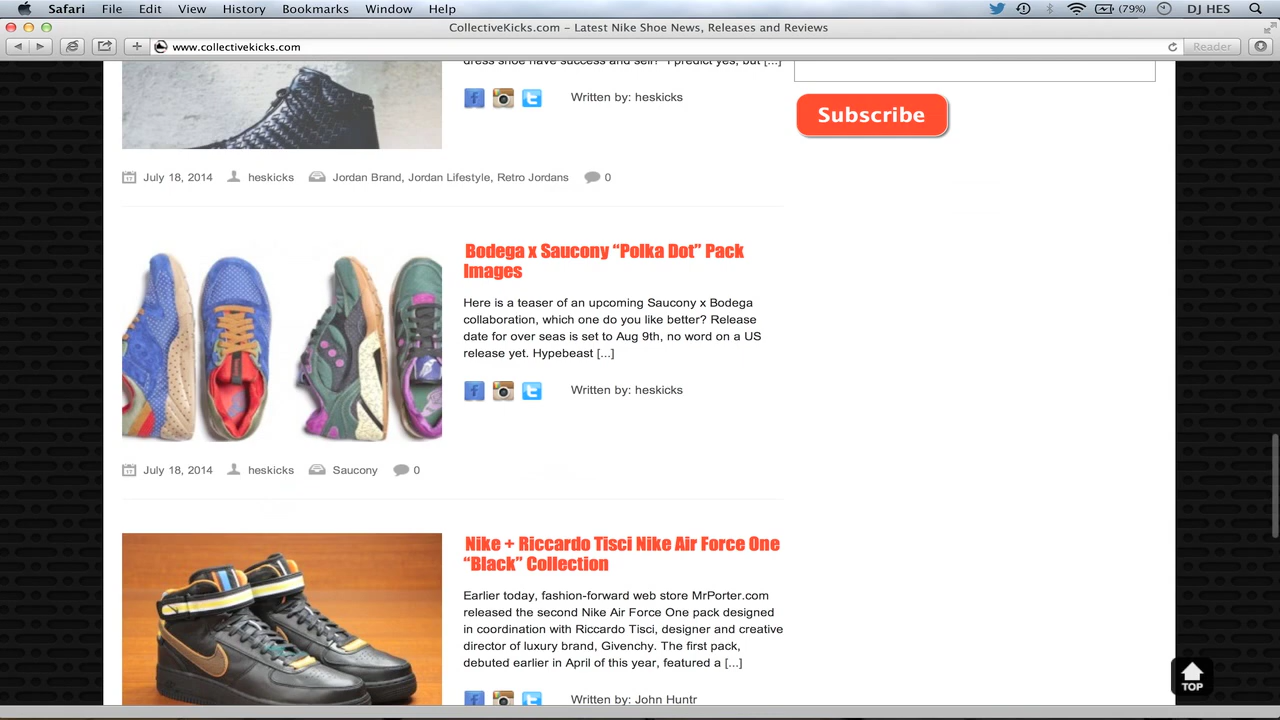 Safari File Edit View History Bookmarks Window Help (79%) DJ HES
CollectiveKicks.com – Latest Nike Shoe News, Releases and Reviews
www.collectivekicks.com Reader
dress shoe have success and sell? I predict yes, but [...]
Written by: heskicks
Subscribe
July 18, 2014 heskicks Jordan Brand, Jordan Lifestyle, Retro Jordans 0
Bodega x Saucony “Polka Dot” Pack
Images
Here is a teaser of an upcoming Saucony x Bodega
collaboration, which one do you like better? Release
date for over seas is set to Aug 9th, no word on a US
release yet. Hypebeast [...]
Written by: heskicks
July 18, 2014 heskicks Saucony 0
Nike + Riccardo Tisci Nike Air Force One
“Black” Collection
Earlier today, fashion-forward web store MrPorter.com
released the second Nike Air Force One pack designed
in coordination with Riccardo Tisci, designer and creative
director of luxury brand, Givenchy. The first pack,
debuted earlier in April of this year, featured a [...]
Written by: John Huntr
TOP